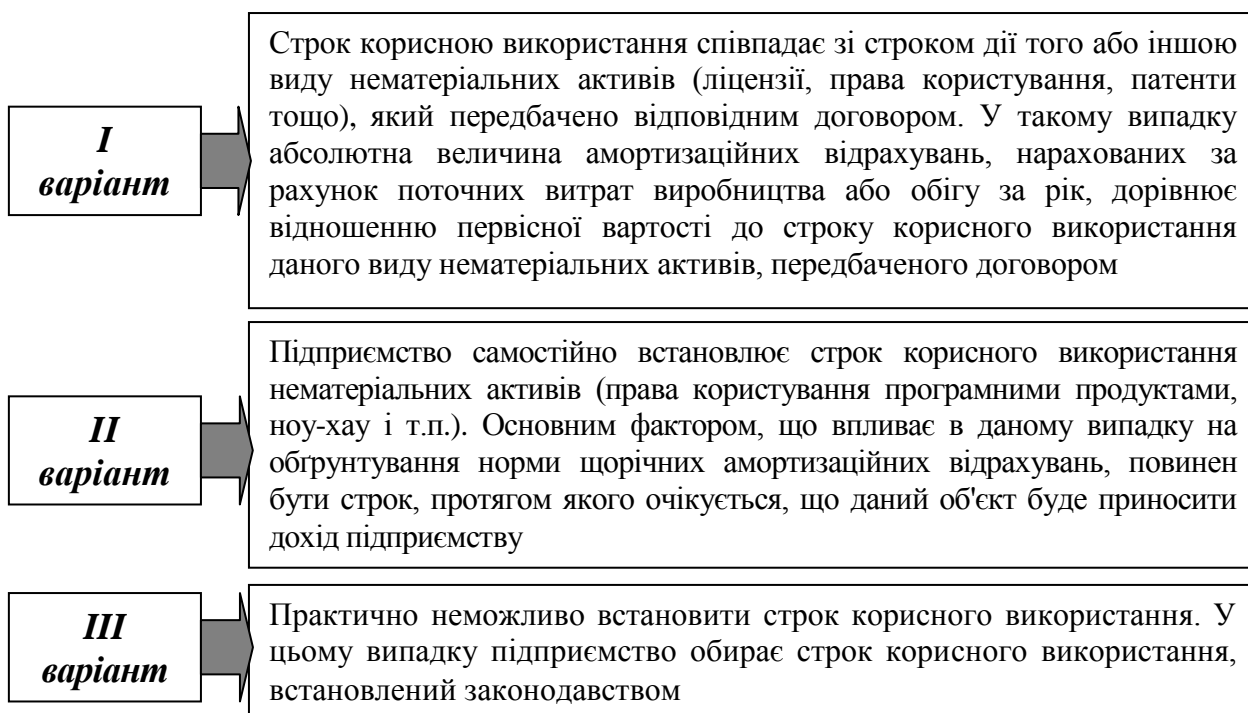 Строк корисною використання співпадає зі строком дії того або іншою
виду нематеріальних активів (ліцензії, права користування, патенти
тощо), який передбачено відповідним договором. У такому випадку
абсолютна величина амортизаційних відрахувань, нарахованих за
рахунок поточних витрат виробництва або обігу за рік, дорівнює
відношенню первісної вартості до строку корисного використання
даного виду нематеріальних активів, передбаченого договором
I
варіант
Підприємство самостійно встановлює строк корисного використання
нематеріальних активів (права користування програмними продуктами,
ноу-хау і т.п.). Основним фактором, що впливає в даному випадку на
обґрунтування норми щорічних амортизаційних відрахувань, повинен
бути строк, протягом якого очікується, що даний об'єкт буде приносити
дохід підприємству
II
варіант
Практично неможливо встановити строк корисного використання. У
цьому випадку підприємство обирає строк корисного використання,
встановлений законодавством
III
варіант